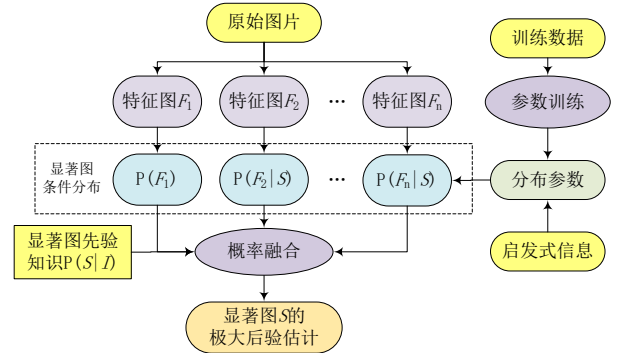 原始图片
训练数据
特征图F1
特征图F2
…
特征图Fn
参数训练
显著图
条件分布
P(F1)
P(F2|S)
…
P(Fn|S)
分布参数
显著图先验
知识P(S|I)
概率融合
启发式信息
显著图S的
极大后验估计